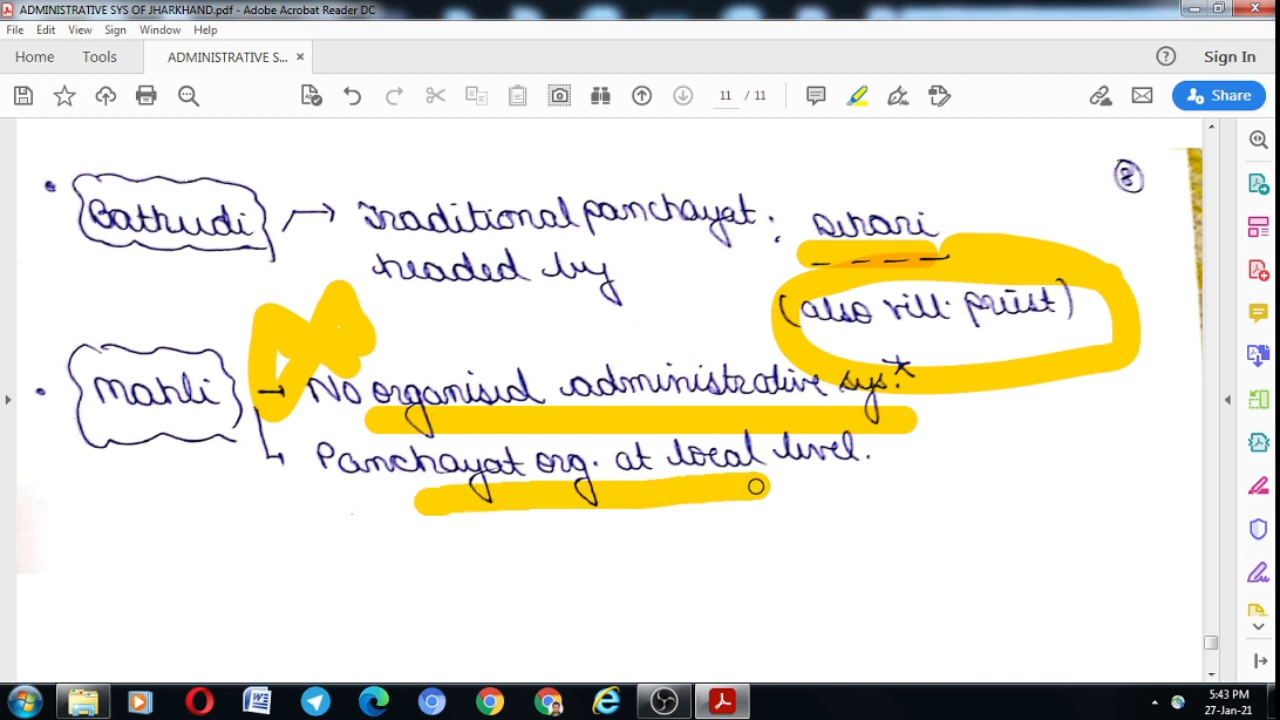 ADMINISTRATIVE SYS OF JHARKHAND.pdf - Adobe Acrobat Reader DC
File Edit View Sign Window Help
Home Tools ADMINISTRATIVE S... × Sign In
11 / 11 Share
8
• Bathudi → Traditional panchayat : Dehari
headed by
(also vill. priest)
• Mahli → No organised administrative sys.*
↳ Panchayat org. at local level.
5:43 PM
27-Jan-21